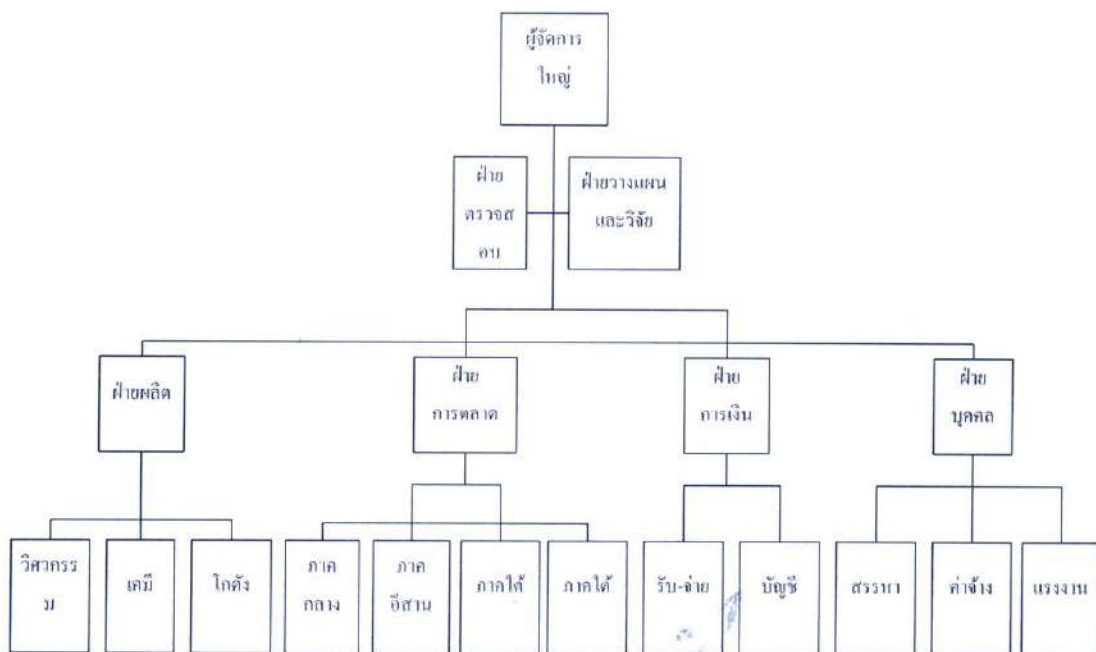 ผู้จัดการ
ใหญ่
ฝ่าย
ตรวจส
อบ
ฝ่ายวางแผน
และวิจัย
ฝ่ายผลิต
ฝ่าย
การตลาด
ฝ่าย
การเงิน
ฝ่าย
บุคคล
วิศวกรร
ม
เคมี
โกดัง
ภาค
กลาง
ภาค
อีสาน
ภาคใต้
ภาคใต้
รับ-จ่าย
บัญชี
สรรหา
ค่าจ้าง
แรงงาน